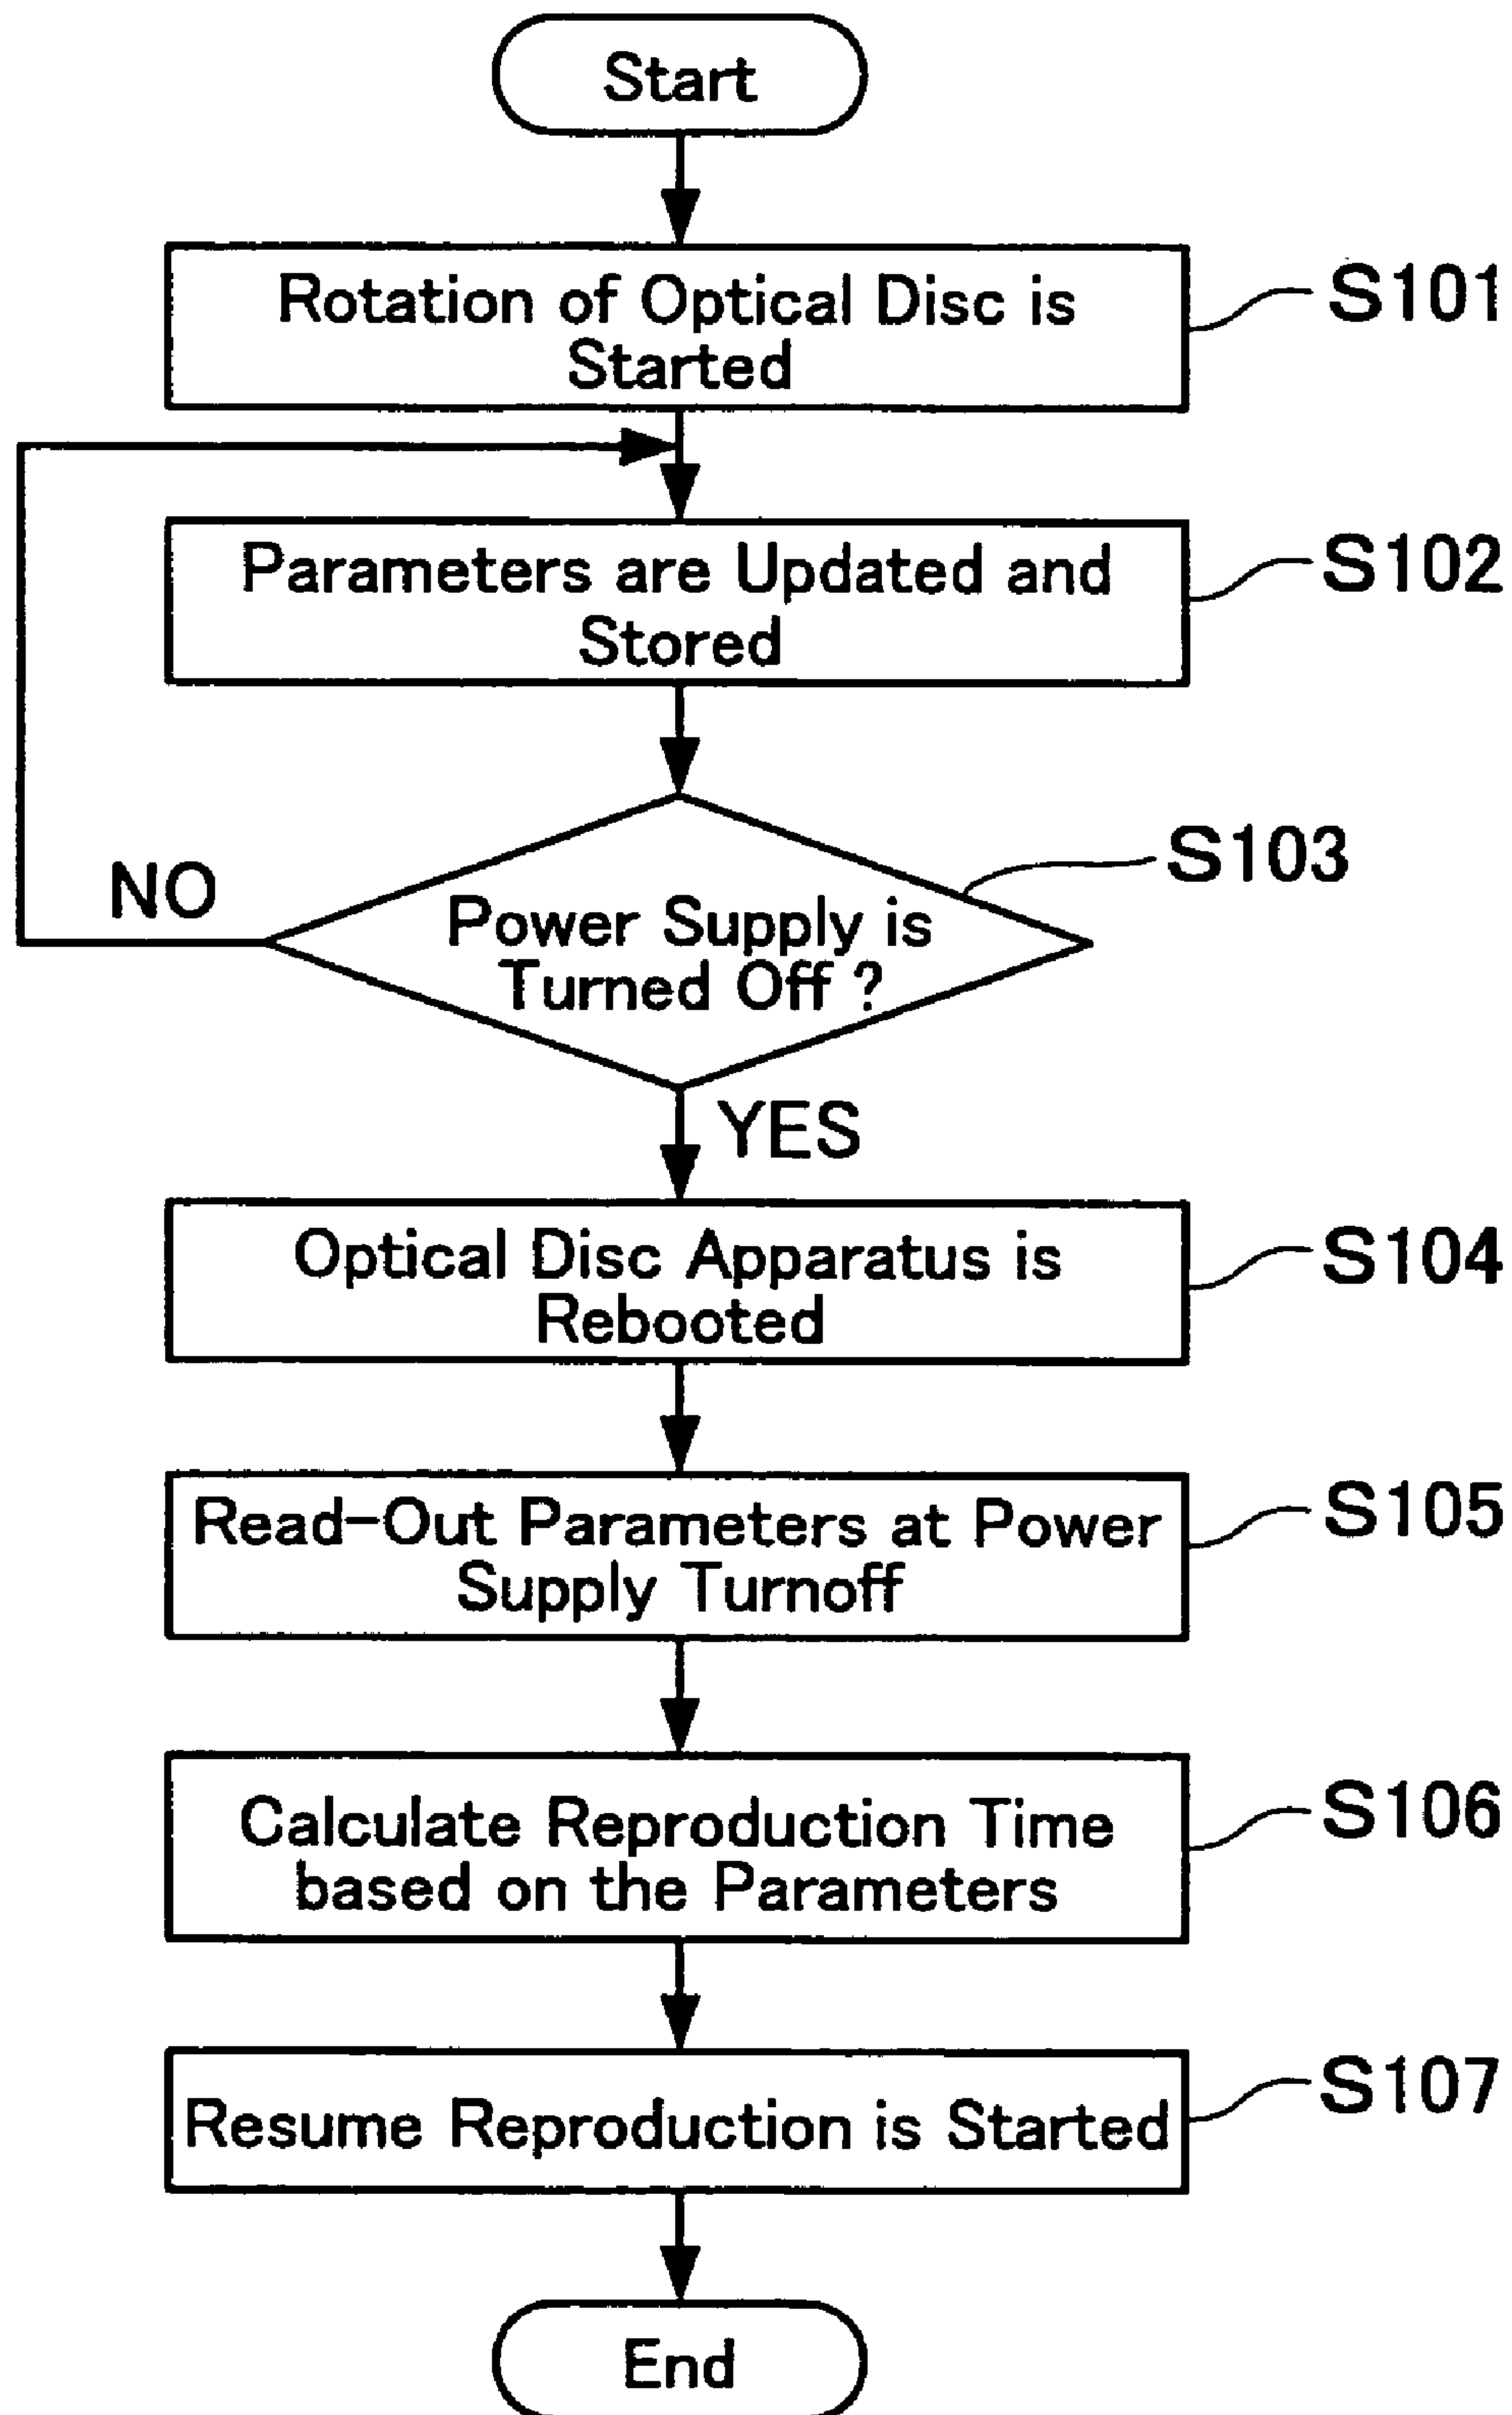 Start
Rotation of Optical Disc is
Started
S101
Parameters are Updated and
Stored
S102
Power Supply is
Turned Off ?
S103
NO
YES
Optical Disc Apparatus is
Rebooted
S104
Read-Out Parameters at Power
Supply Turnoff
S105
Calculate Reproduction Time
based on the Parameters
S106
Resume Reproduction is Started
S107
End